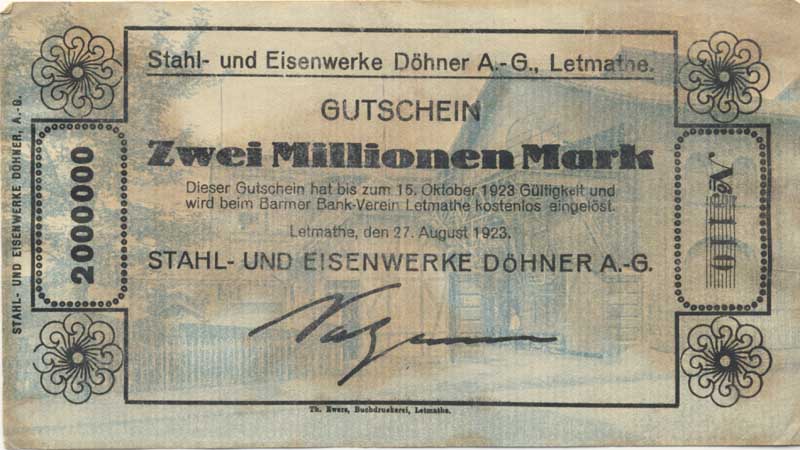 Stahl- und Eisenwerke Döhner A.-G., Letmathe.
GUTSCHEIN
Zwei Millionen Mark
Dieser Gutschein hat bis zum 15. Oktober 1923 Gültigkeit und
wird beim Barmer Bank-Verein Letmathe kostenlos eingelöst.
Letmathe, den 27. August 1923.
STAHL- UND EISENWERKE DÖHNER A.-G.
Th. Ewers, Buchdruckerei, Letmathe.
STAHL- UND EISENWERKE DÖHNER, A.-G.
2000000
№ 110